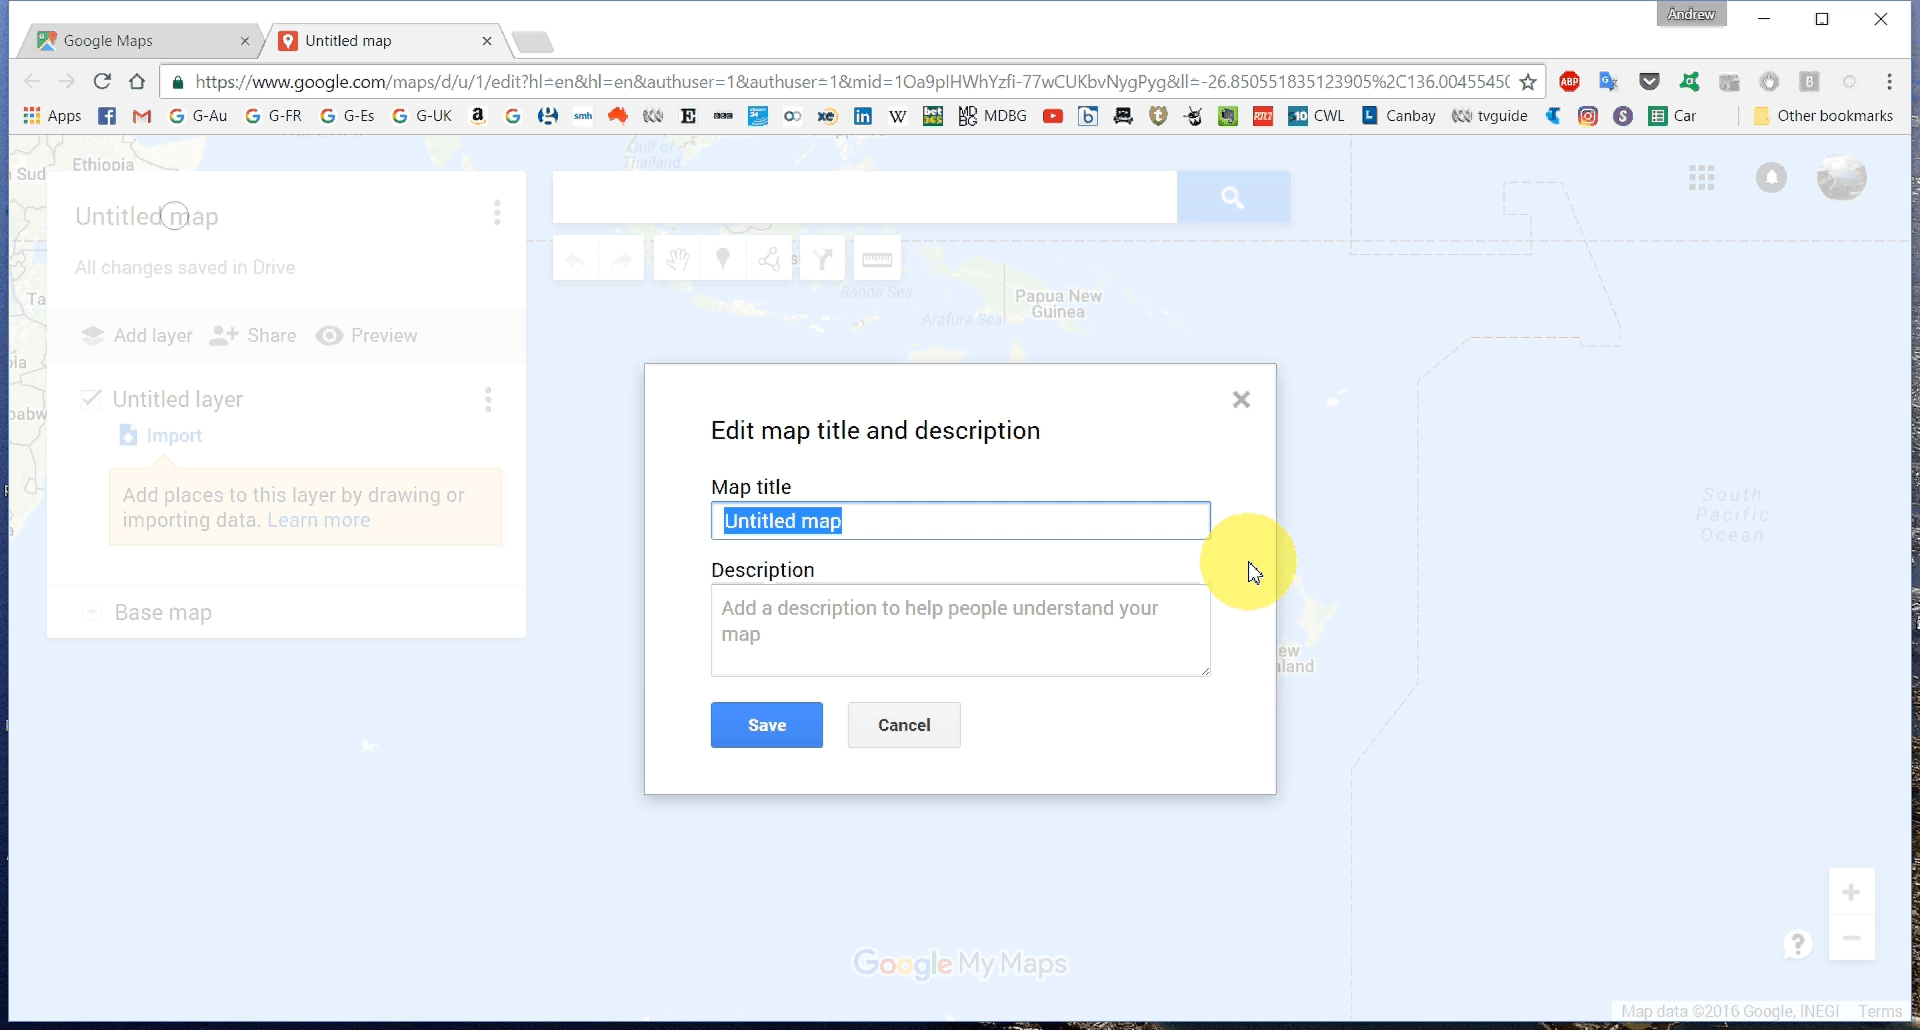 Andrew
Google Maps
Untitled map
https://www.google.com/maps/d/u/1/edit?hl=en&hl=en&authuser=1&authuser=1&mid=1Oa9pIHWhYzfi-77wCUKbvNygPyg&ll=-26.850551835123905%2C136.0045545
Apps G-Au G-FR G-Es G-UK MDBG CWL Canbay tvguide Car Other bookmarks
Ethiopia
Gulf of
Thailand
Untitled map
All changes saved in Drive
Banda Sea
Papua New
Guinea
Arafura Sea
Add layer Share Preview
Untitled layer
Import
Add places to this layer by drawing or
importing data. Learn more
Base map
Edit map title and description
Map title
Untitled map
Description
Add a description to help people understand your
map
Save Cancel
South
Pacific
Ocean
ew
land
Google My Maps
Map data ©2016 Google, INEGI Terms